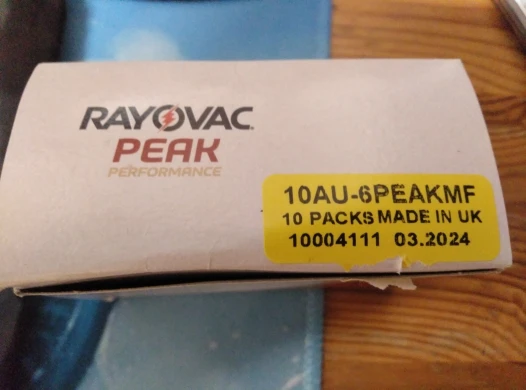 RAYOVAC
PEAK
PERFORMANCE
10AU-6PEAKMF
10 PACKS MADE IN UK
10004111 03.2024